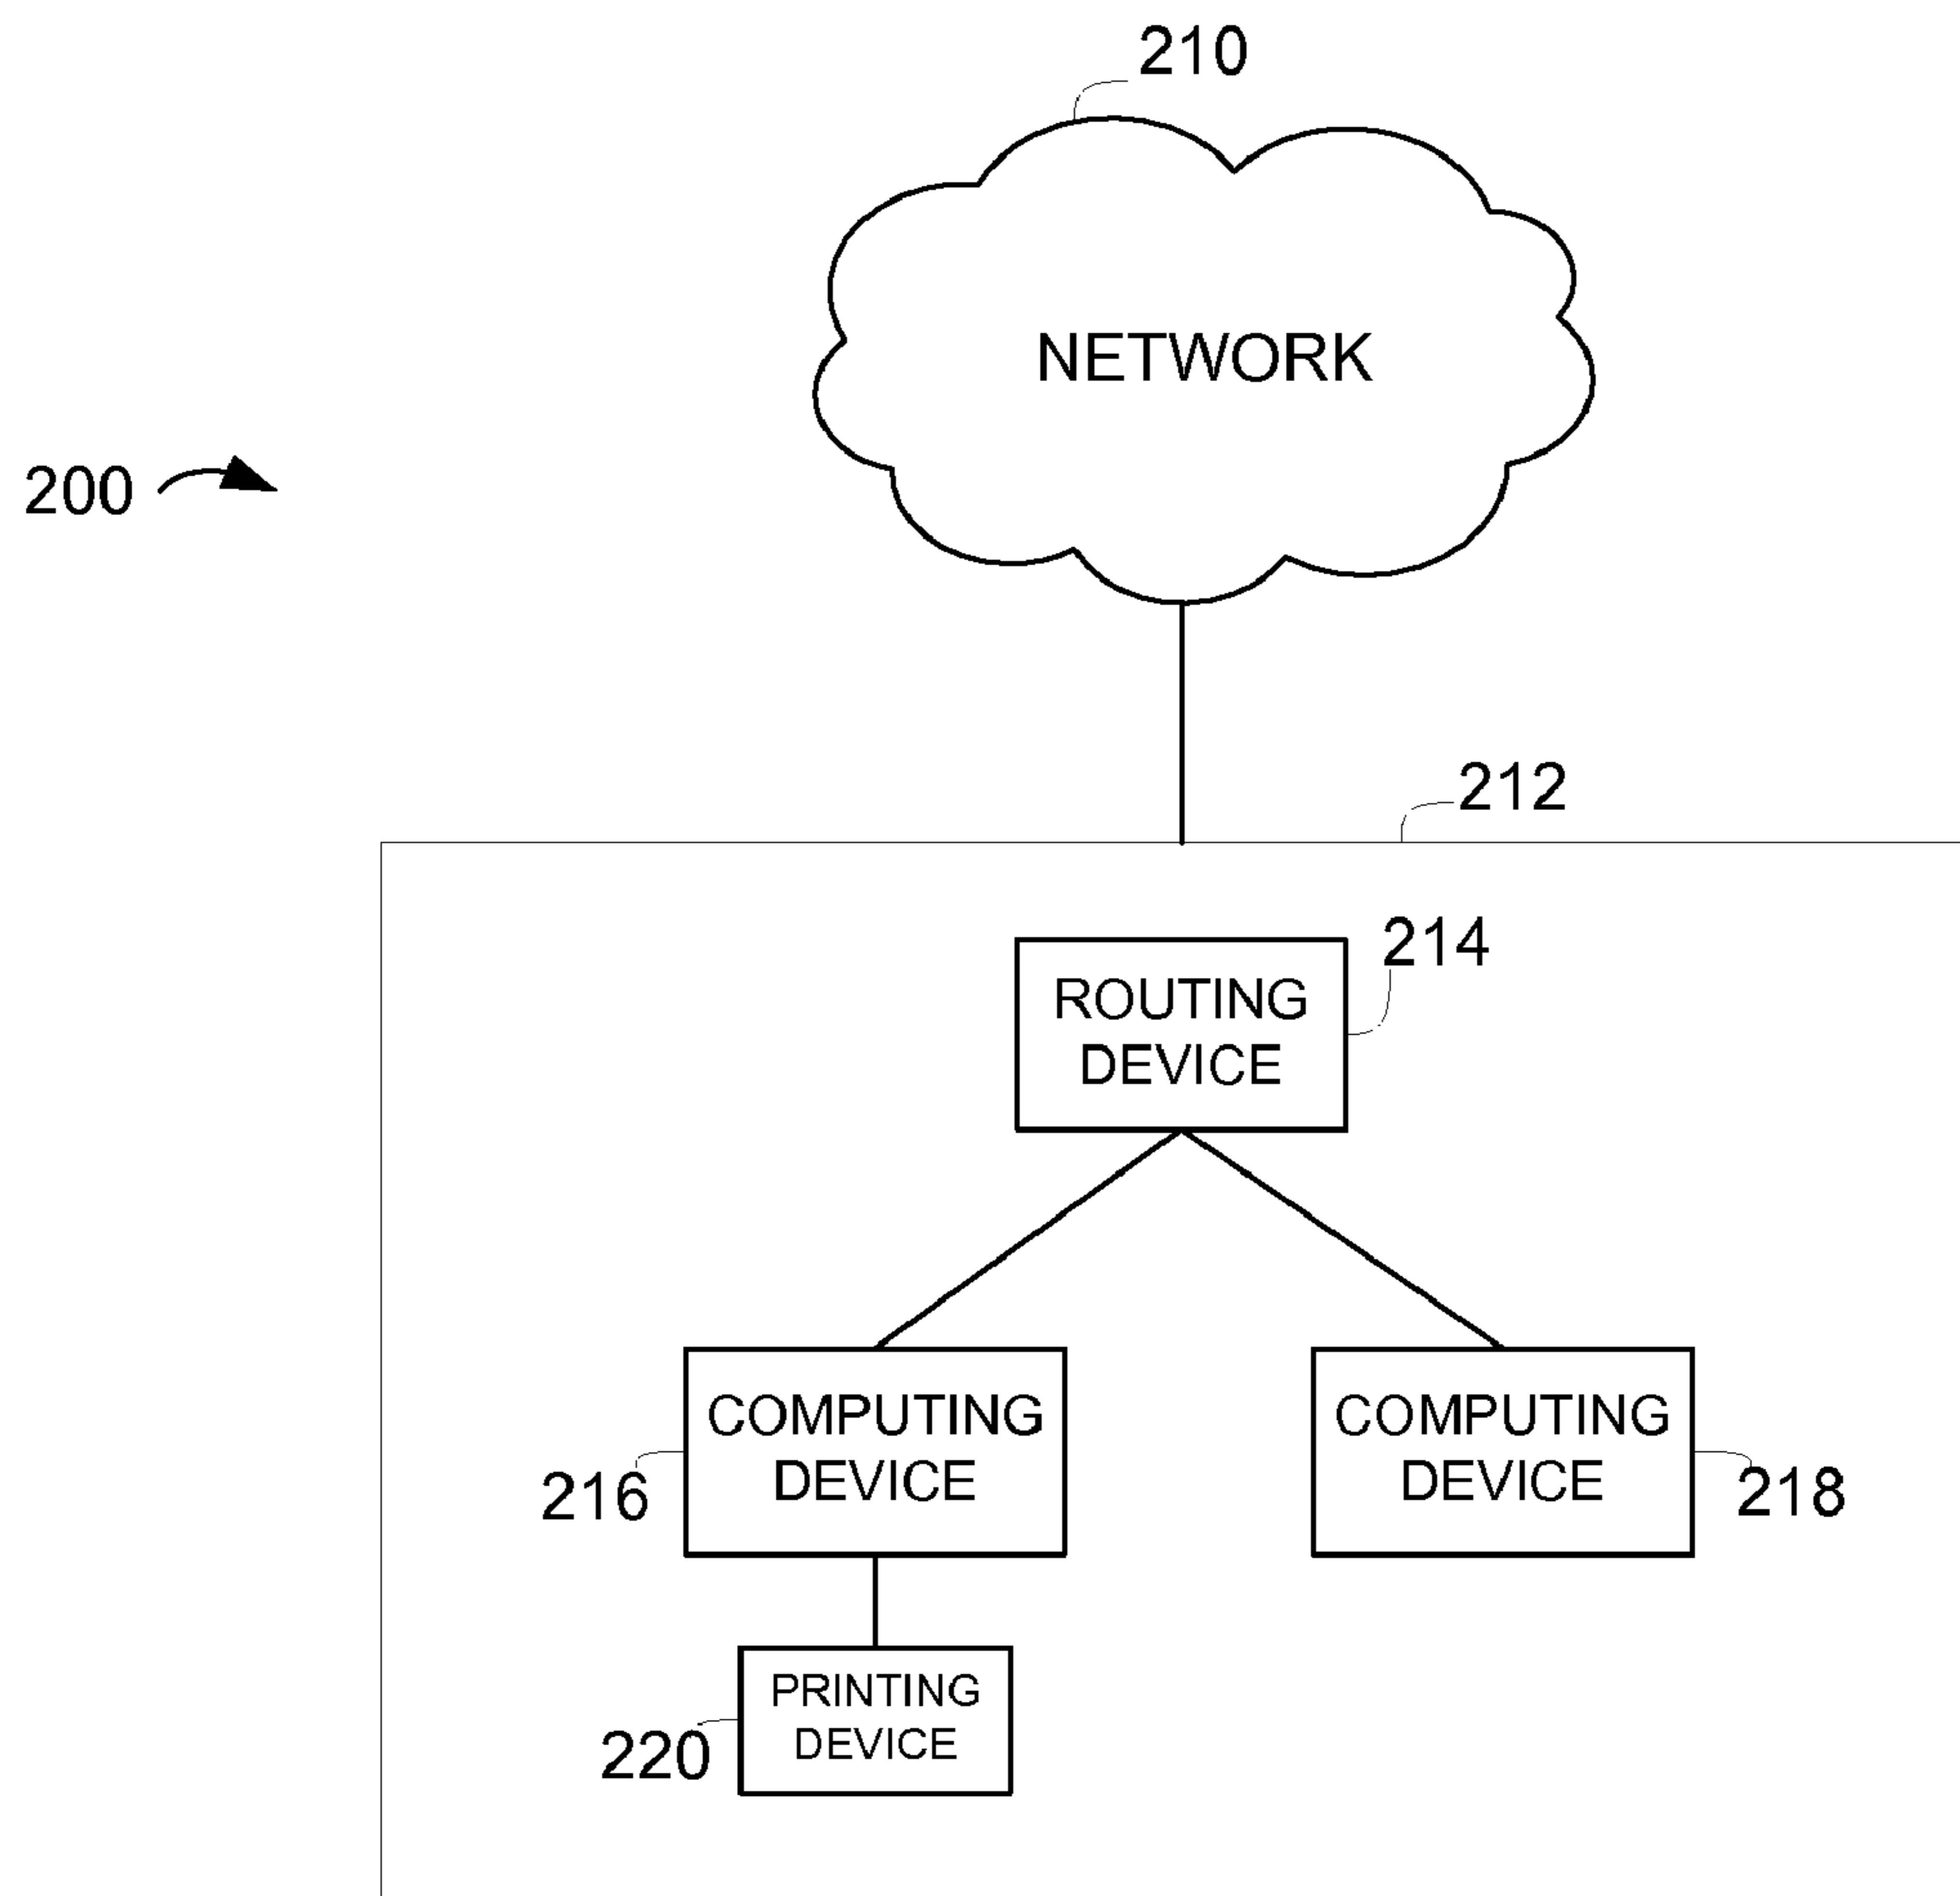 210
NETWORK
200
212
214
ROUTING
DEVICE
COMPUTING
DEVICE
216
COMPUTING
DEVICE
218
PRINTING
DEVICE
220